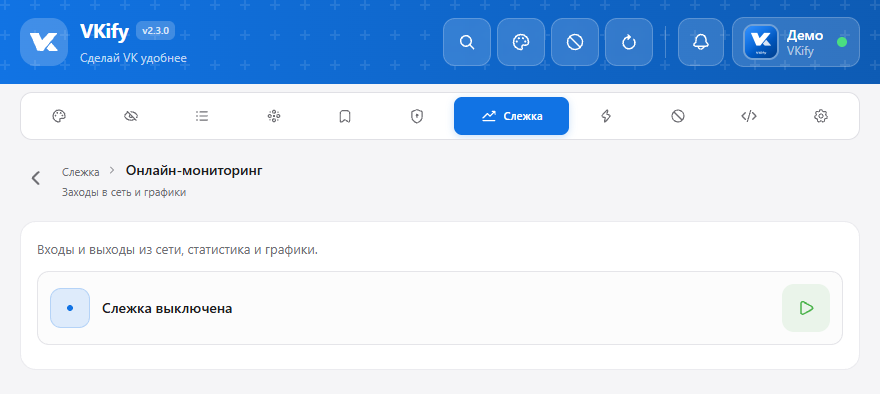 VKify v2.3.0
Сделай VK удобнее
Демо
VKify
Слежка
Слежка > Онлайн-мониторинг
Заходы в сеть и графики
Входы и выходы из сети, статистика и графики.
Слежка выключена